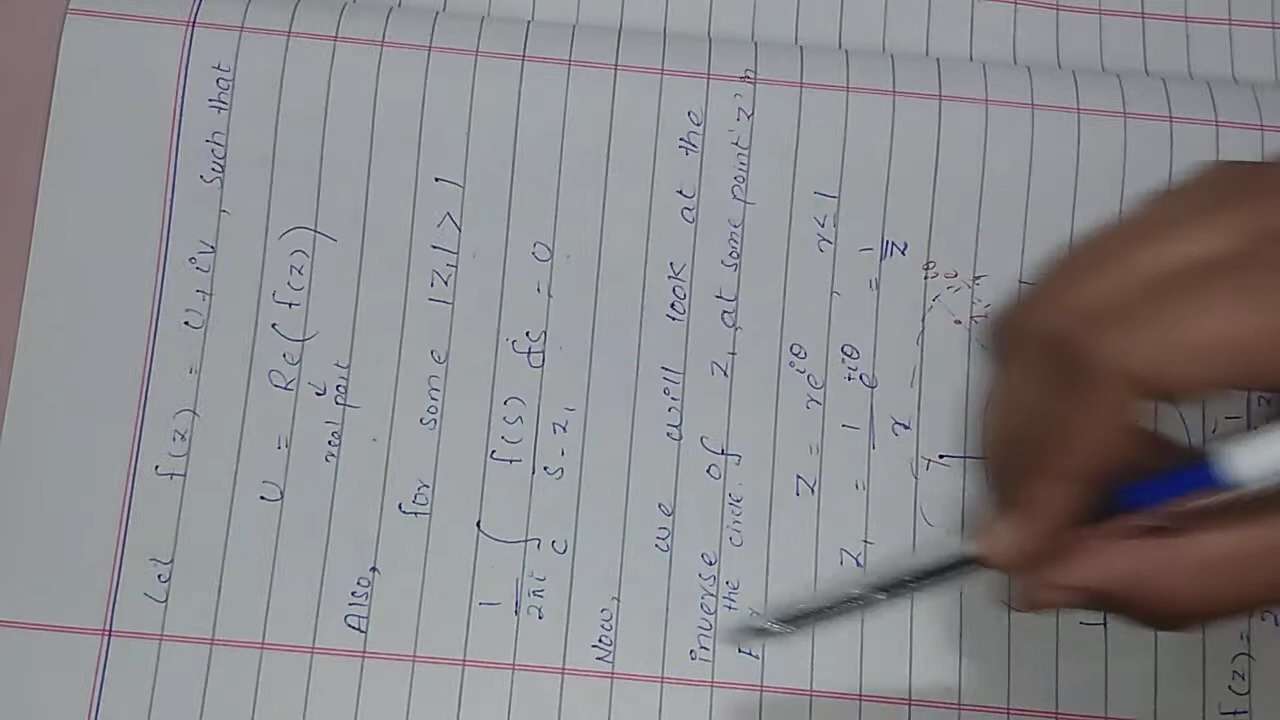 Let f(z) = U + iV, such that
U = Re(f(z))
↓
real part
Also,
for some |z₁| > 1
1/2πi ∫_C f(s)/(s - z₁) ds = 0
Now,
we will look at the
inverse of z₁, at some point 'z' in
the circle.
z = re^{iθ}, r < 1
z₁ = 1/r e^{+iθ} = 1/z̄
y
f(z) =